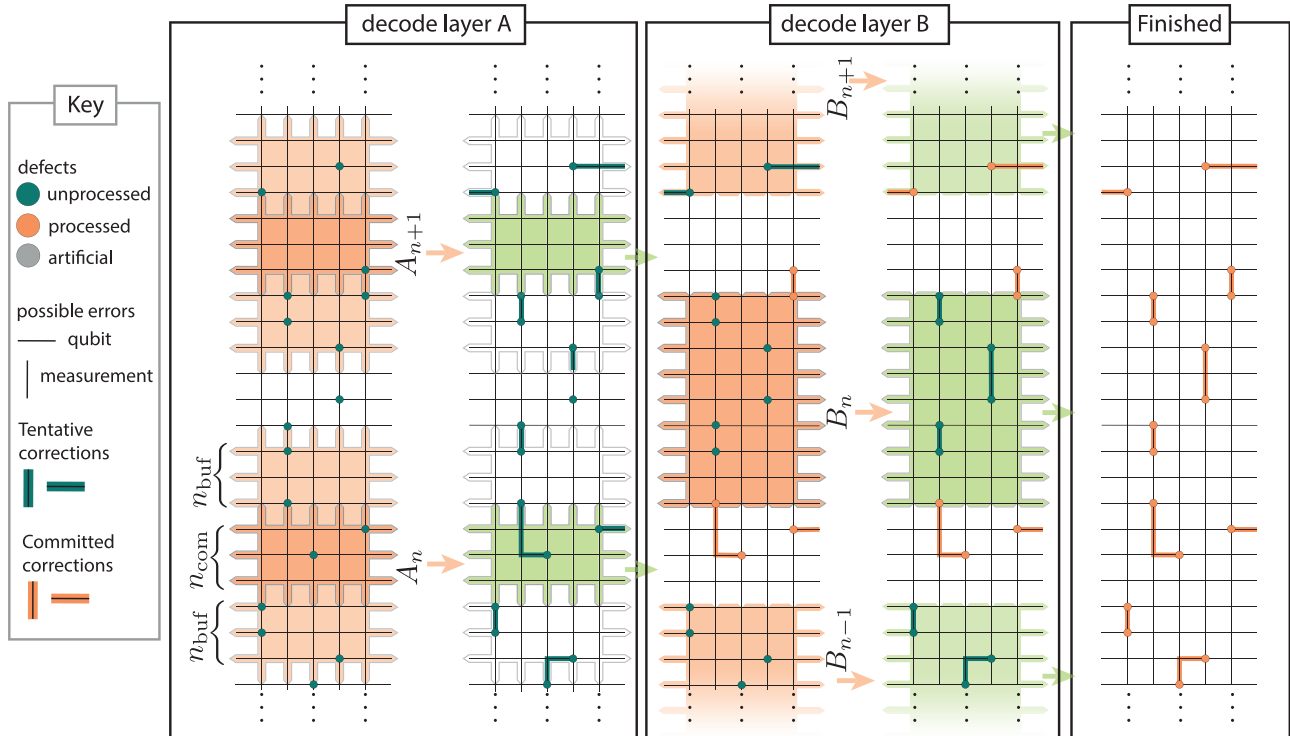 decode layer A
decode layer B
Finished
Key
defects
unprocessed
processed
artificial
possible errors
qubit
measurement
Tentative
corrections
Committed
corrections
n_buf
n_com
n_buf
A_{n+1}
A_n
B_{n+1}
B_n
B_{n-1}